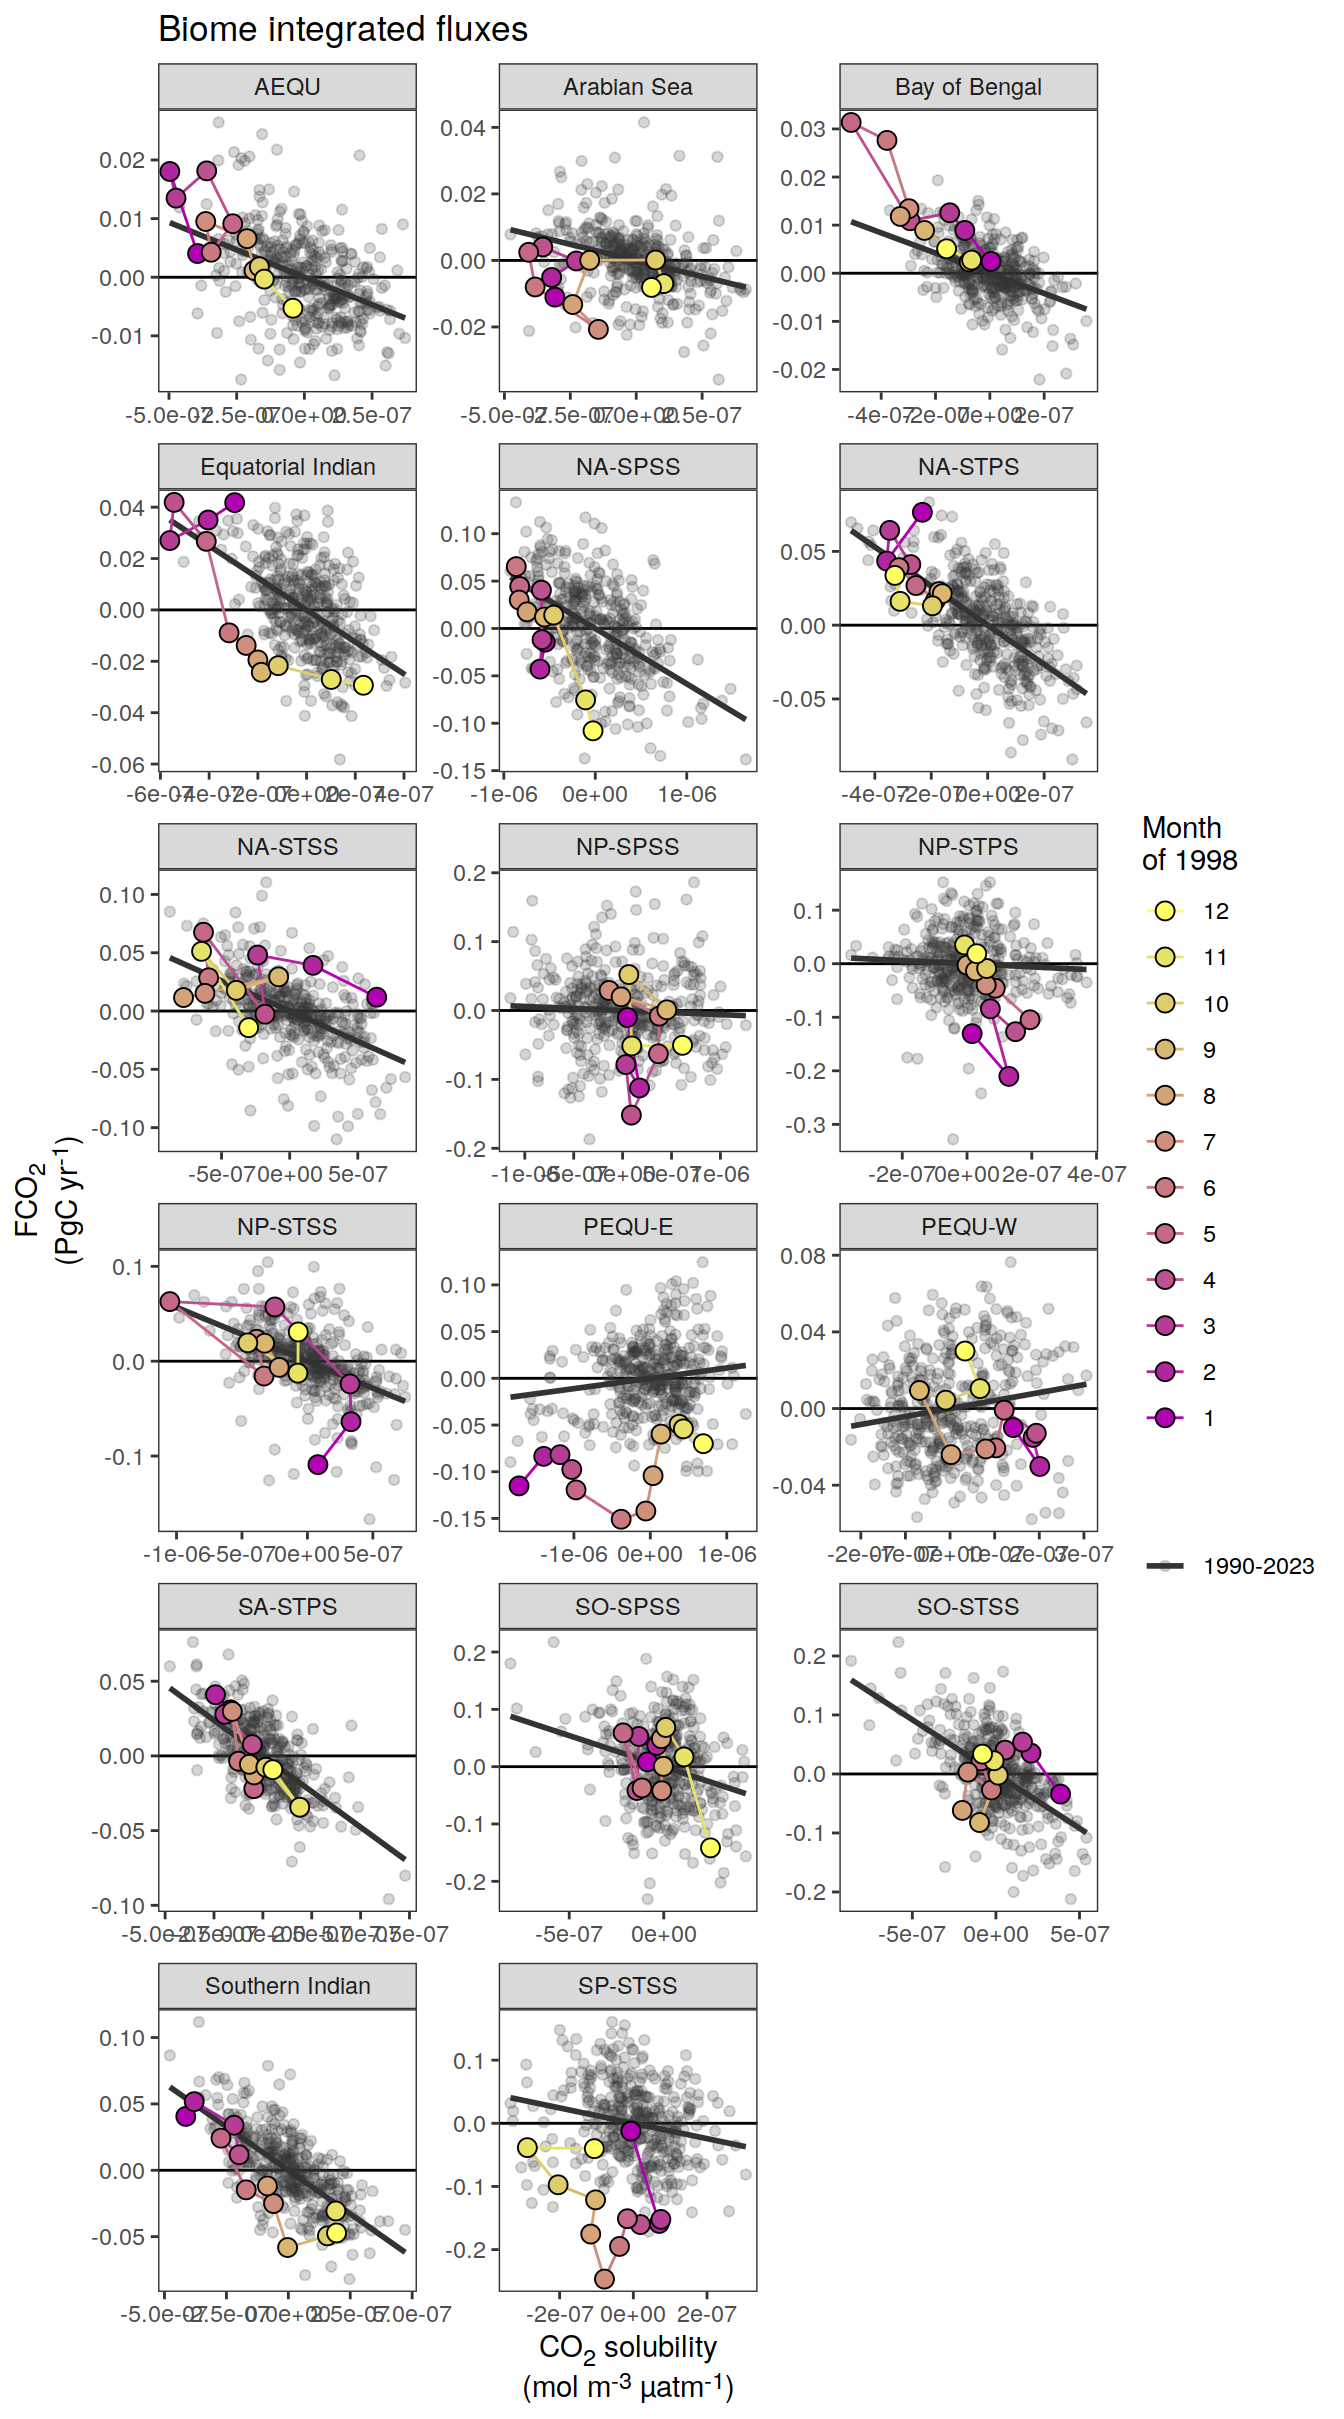 Biome integrated fluxes
AEQU
Arabian Sea
Bay of Bengal
0.02
0.01
0.00
-0.01
0.04
0.02
0.00
-0.02
0.03
0.02
0.01
0.00
-0.01
-0.02
-5.0e-07 -2.5e-07 0.0e+00 2.5e-07
-5.0e-07 -2.5e-07 0.0e+00 2.5e-07
-4e-07 -2e-07 0e+00 2e-07
Equatorial Indian
NA-SPSS
NA-STPS
0.04
0.02
0.00
-0.02
-0.04
-0.06
0.10
0.05
0.00
-0.05
-0.10
-0.15
0.05
0.00
-0.05
-6e-07 -4e-07 -2e-07 0e+00 2e-07 4e-07
-1e-06 0e+00 1e-06
-4e-07 -2e-07 0e+00 2e-07
NA-STSS
NP-SPSS
NP-STPS
0.10
0.05
0.00
-0.05
-0.10
0.2
0.1
0.0
-0.1
-0.2
0.1
0.0
-0.1
-0.2
-0.3
-5e-07 0e+00 5e-07
-1e-06 -5e-07 0e+00 5e-07 1e-06
-2e-07 0e+00 2e-07 4e-07
NP-STSS
PEQU-E
PEQU-W
0.1
0.0
-0.1
0.10
0.05
0.00
-0.05
-0.10
-0.15
0.08
0.04
0.00
-0.04
-1e-06 -5e-07 0e+00 5e-07
-1e-06 0e+00 1e-06
-2e-07 -1e-07 0e+00 1e-07 2e-07 3e-07
SA-STPS
SO-SPSS
SO-STSS
0.05
0.00
-0.05
-0.10
0.2
0.1
0.0
-0.1
-0.2
0.2
0.1
0.0
-0.1
-0.2
-5.0e-07 -2.5e-07 0.0e+00 2.5e-07 5.0e-07 7.5e-07
-5e-07 0e+00
-5e-07 0e+00 5e-07
Southern Indian
SP-STSS
0.10
0.05
0.00
-0.05
0.1
0.0
-0.1
-0.2
-5.0e-07 -2.5e-07 0.0e+00 2.5e-07 5.0e-07
-2e-07 0e+00 2e-07
CO2 solubility
(mol m-3 µatm-1)
FCO2
(PgC yr-1)
Month
of 1998
12
11
10
9
8
7
6
5
4
3
2
1
1990-2023